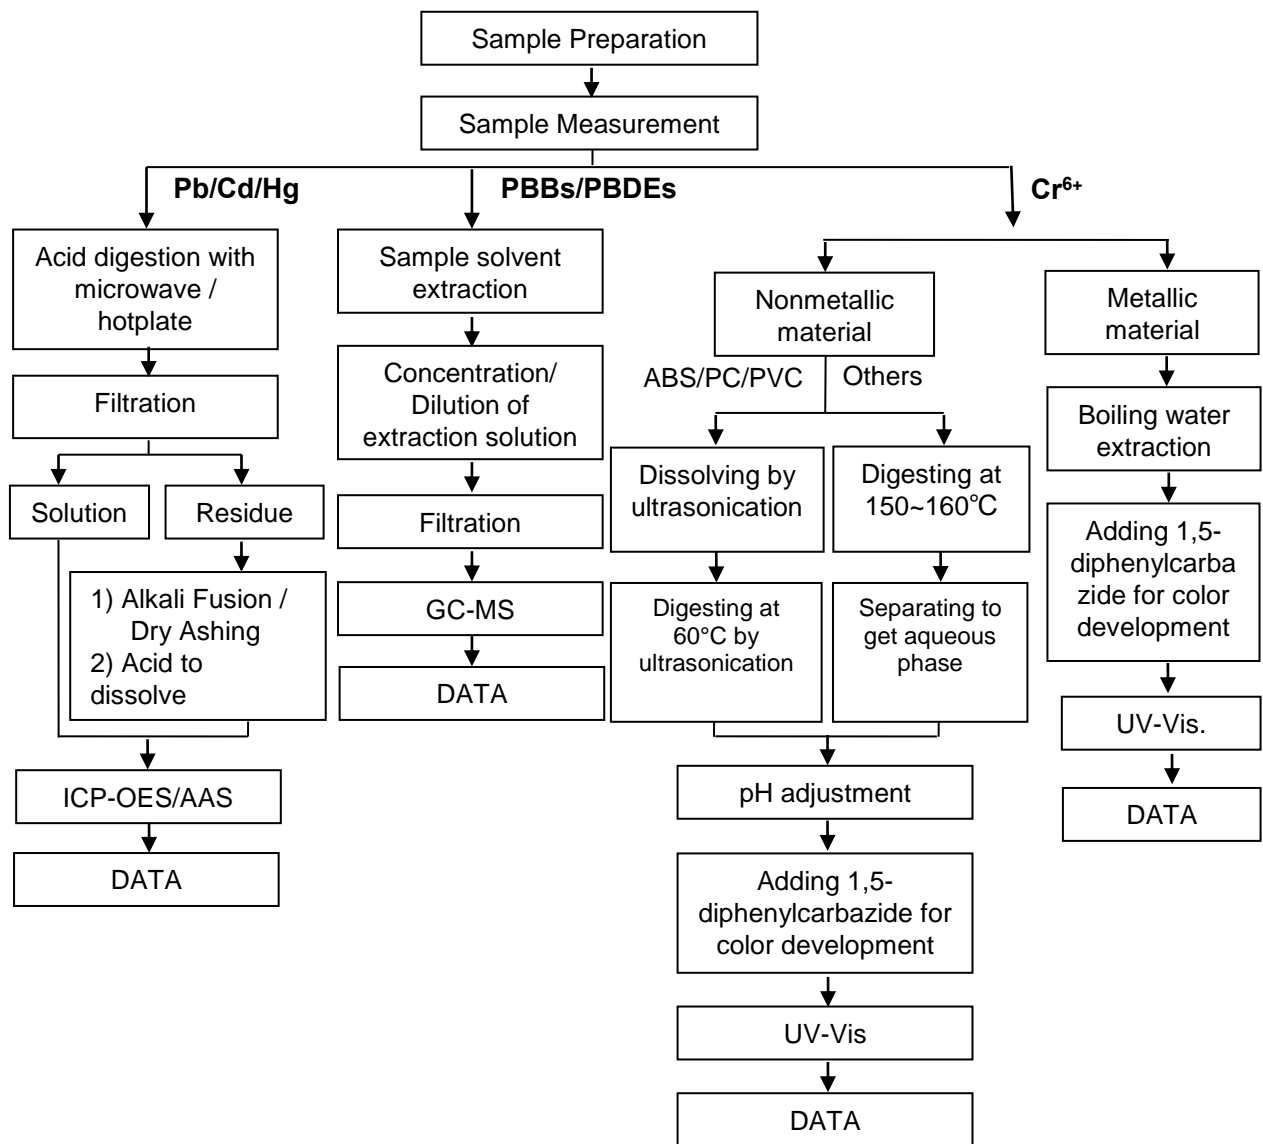 Sample Preparation
Sample Measurement
Pb/Cd/Hg
PBBs/PBDEs
Cr⁶⁺
Acid digestion with
microwave /
hotplate
Filtration
Solution
Residue
1) Alkali Fusion /
Dry Ashing
2) Acid to
dissolve
ICP-OES/AAS
DATA
Sample solvent
extraction
Concentration/
Dilution of
extraction solution
Filtration
GC-MS
DATA
Nonmetallic
material
ABS/PC/PVC
Others
Dissolving by
ultrasonication
Digesting at
60°C by
ultrasonication
Digesting at
150~160℃
Separating to
get aqueous
phase
pH adjustment
Adding 1,5-
diphenylcarbazide for
color development
UV-Vis
DATA
Metallic
material
Boiling water
extraction
Adding 1,5-
diphenylcarba
zide for color
development
UV-Vis.
DATA